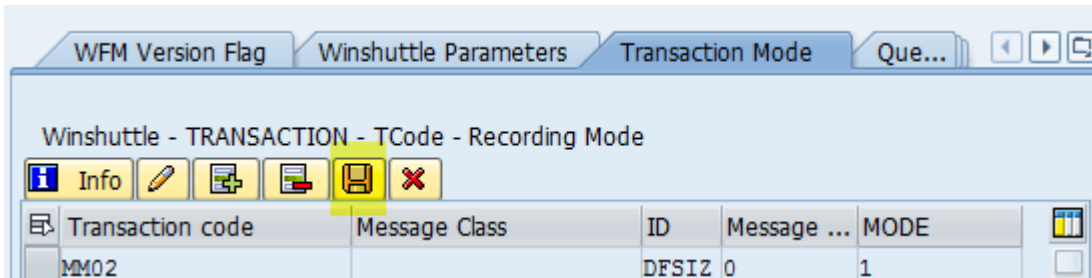 WFM Version Flag Winshuttle Parameters Transaction Mode Que...
Winshuttle - TRANSACTION - TCode - Recording Mode
Info
Transaction code Message Class ID Message ... MODE
MM02 DFSIZ 0 1